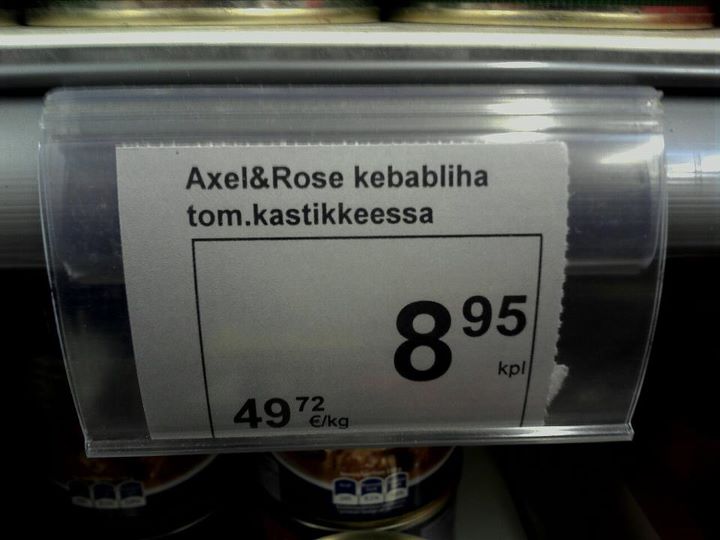 Axel&Rose kebabliha
tom.kastikkeessa
8 95
kpl
49 72
€/kg